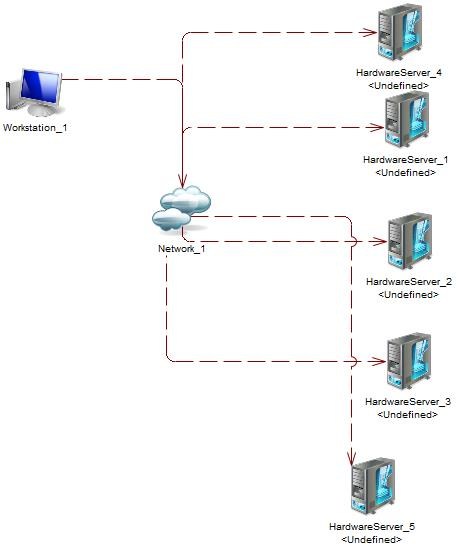 HardwareServer_4
<Undefined>
Workstation_1
HardwareServer_1
<Undefined>
Network_1
HardwareServer_2
<Undefined>
HardwareServer_3
<Undefined>
HardwareServer_5
<Undefined>